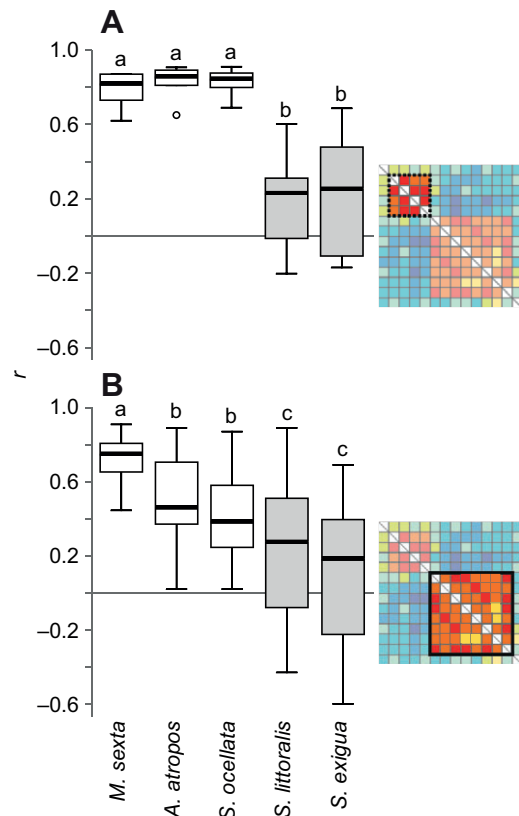 A
1.0
a a a
0.6
b b
0.2
–0.2
–0.6
r
B
1.0
a b b c
0.6
c
0.2
–0.2
–0.6
M. sexta
A. atropos
S. ocellata
S. littoralis
S. exigua